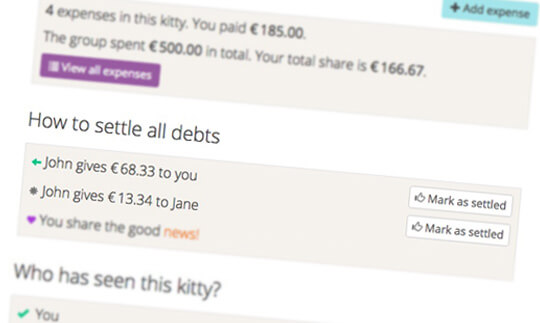 Add expense
4 expenses in this kitty. You paid €185.00.
The group spent €500.00 in total. Your total share is €166.67.
View all expenses
How to settle all debts
John gives €68.33 to you
Mark as settled
John gives €13.34 to Jane
Mark as settled
You share the good news!
Who has seen this kitty?
You